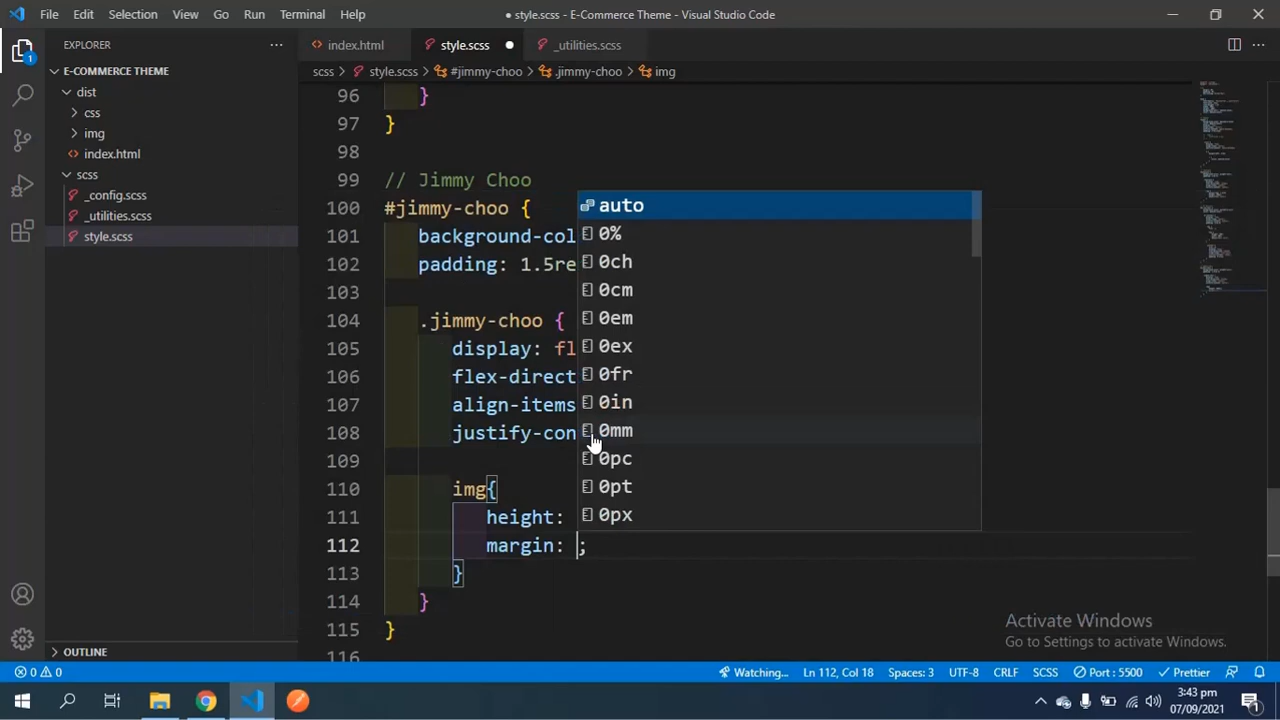 File Edit Selection View Go Run Terminal Help
● style.scss - E-Commerce Theme - Visual Studio Code
EXPLORER
index.html
style.scss
_utilities.scss
E-COMMERCE THEME
scss > style.scss > #jimmy-choo > .jimmy-choo > img
dist
css
img
index.html
scss
_config.scss
_utilities.scss
style.scss
96 }
97 }
98
99 // Jimmy Choo
100 #jimmy-choo {
101 background-col
102 padding: 1.5re
103
104 .jimmy-choo {
105 display: fl
106 flex-direct
107 align-items
108 justify-con
109
110 img{
111 height:
112 margin: ;
113 }
114 }
115 }
116
auto
0%
0ch
0cm
0em
0ex
0fr
0in
0mm
0pc
0pt
0px
Activate Windows
Go to Settings to activate Windows.
OUTLINE
1
0 0 Watching... Ln 112, Col 18 Spaces: 3 UTF-8 CRLF SCSS Port : 5500 Prettier
3:43 pm
07/09/2021
1